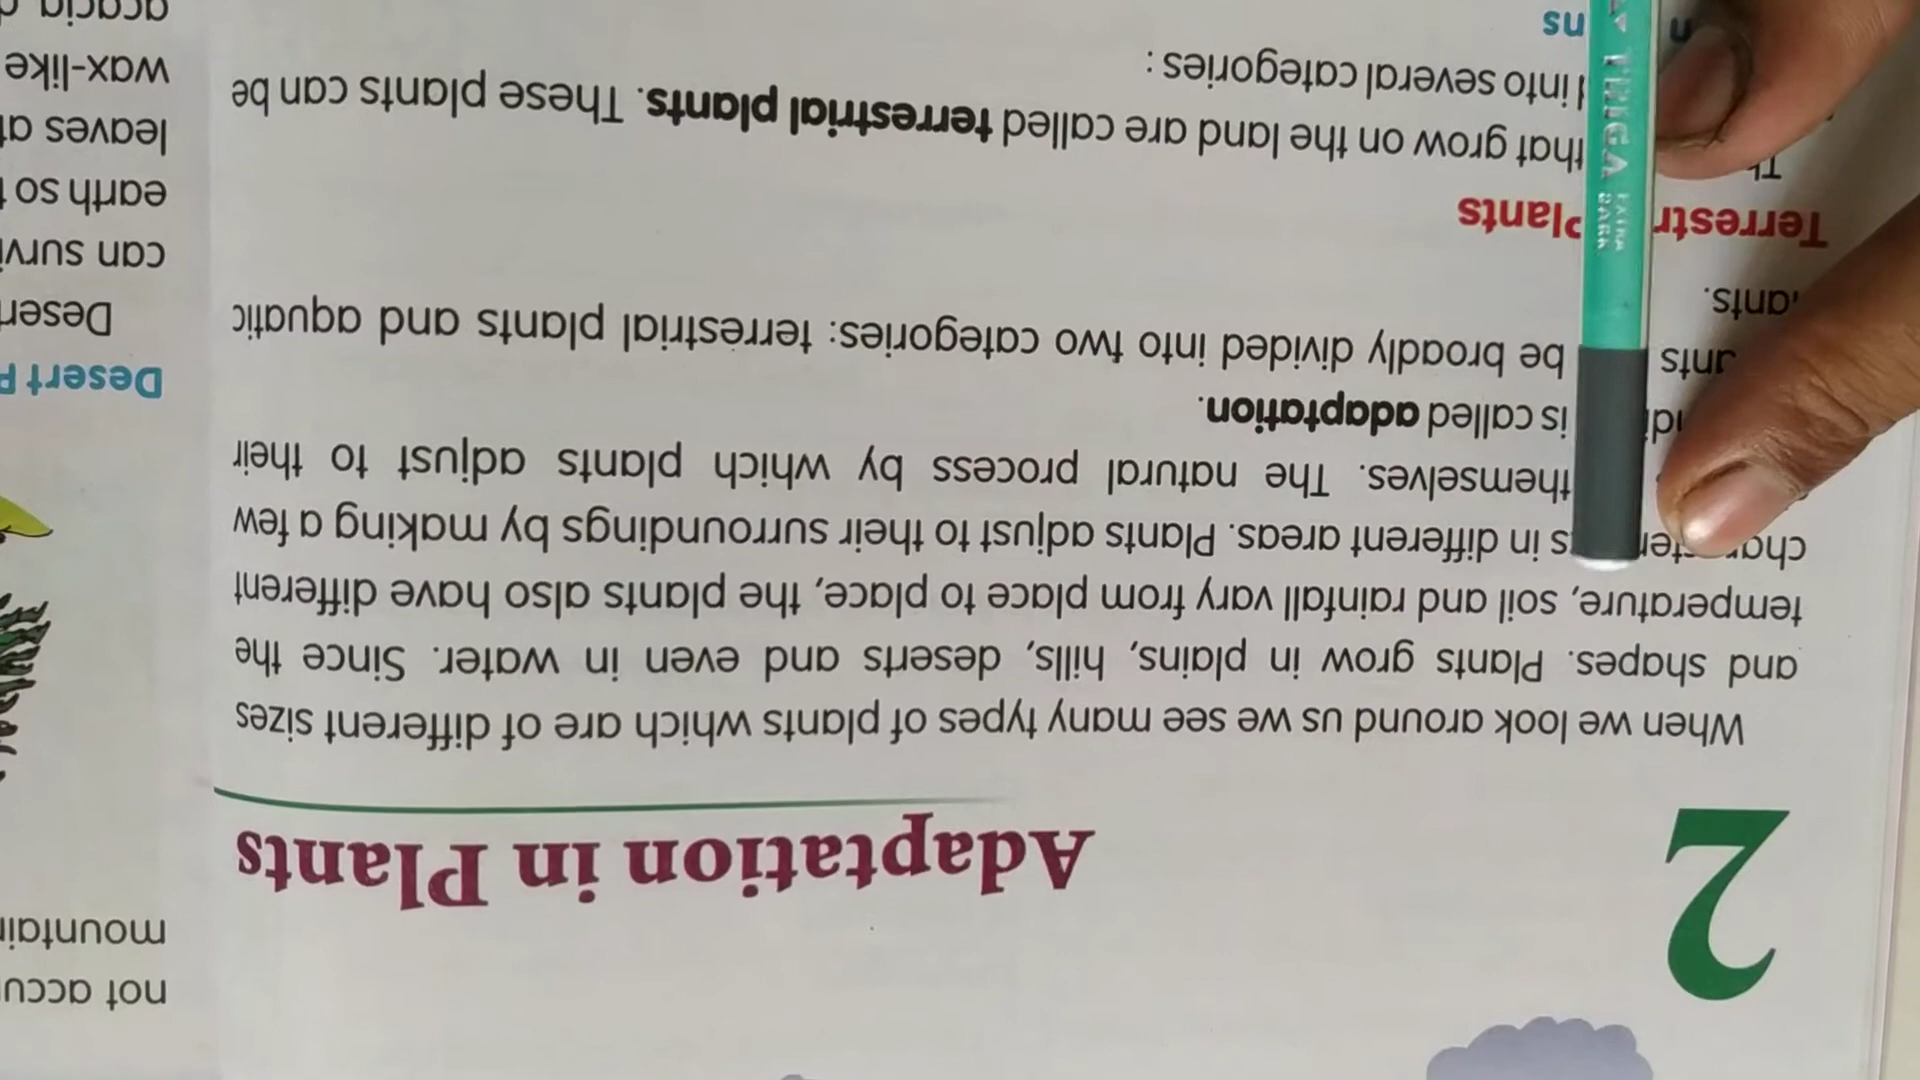 2
Adaptation in Plants
When we look around us we see many types of plants which are of different sizes
and shapes. Plants grow in plains, hills, deserts and even in water. Since the
temperature, soil and rainfall vary from place to place, the plants also have different
in different areas. Plants adjust to their surroundings by making a few
themselves. The natural process by which plants adjust to their
is called adaptation.
be broadly divided into two categories: terrestrial plants and aquatic
Plants
that grow on the land are called terrestrial plants. These plants can be
into several categories :
not
Desert
Desert
can
earth so
leaves
wax-like
TRIGA
EXTRA DARK